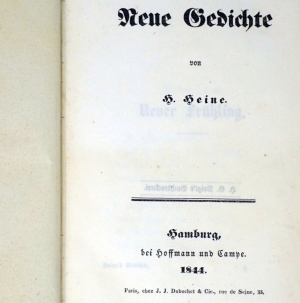 Neue Gedichte
von
H. Heine.
Neuer Frühling.
Hamburg,
bei Hoffmann und Campe.
1844.
Paris, chez J. J. Dubochet & Cie., rue de Seine, 33.